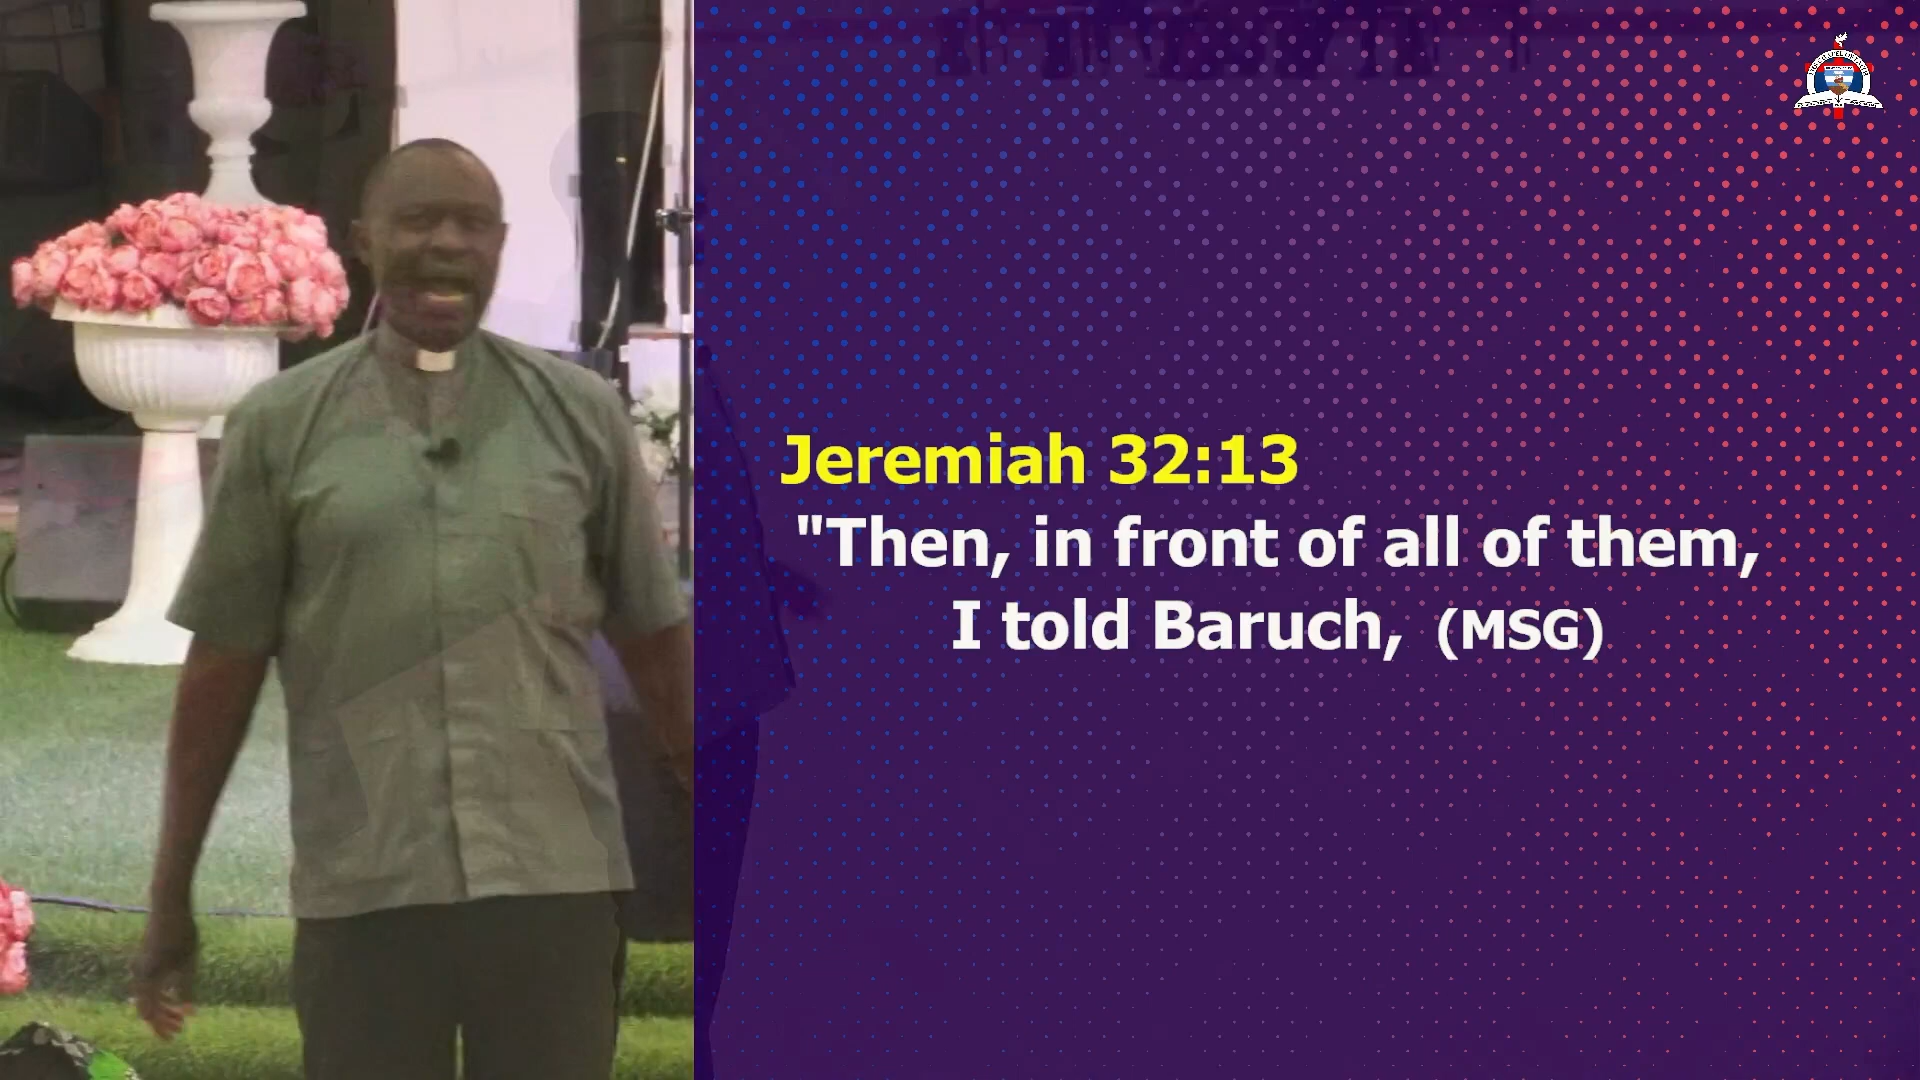 Jeremiah 32:13
"Then, in front of all of them,
I told Baruch, (MSG)